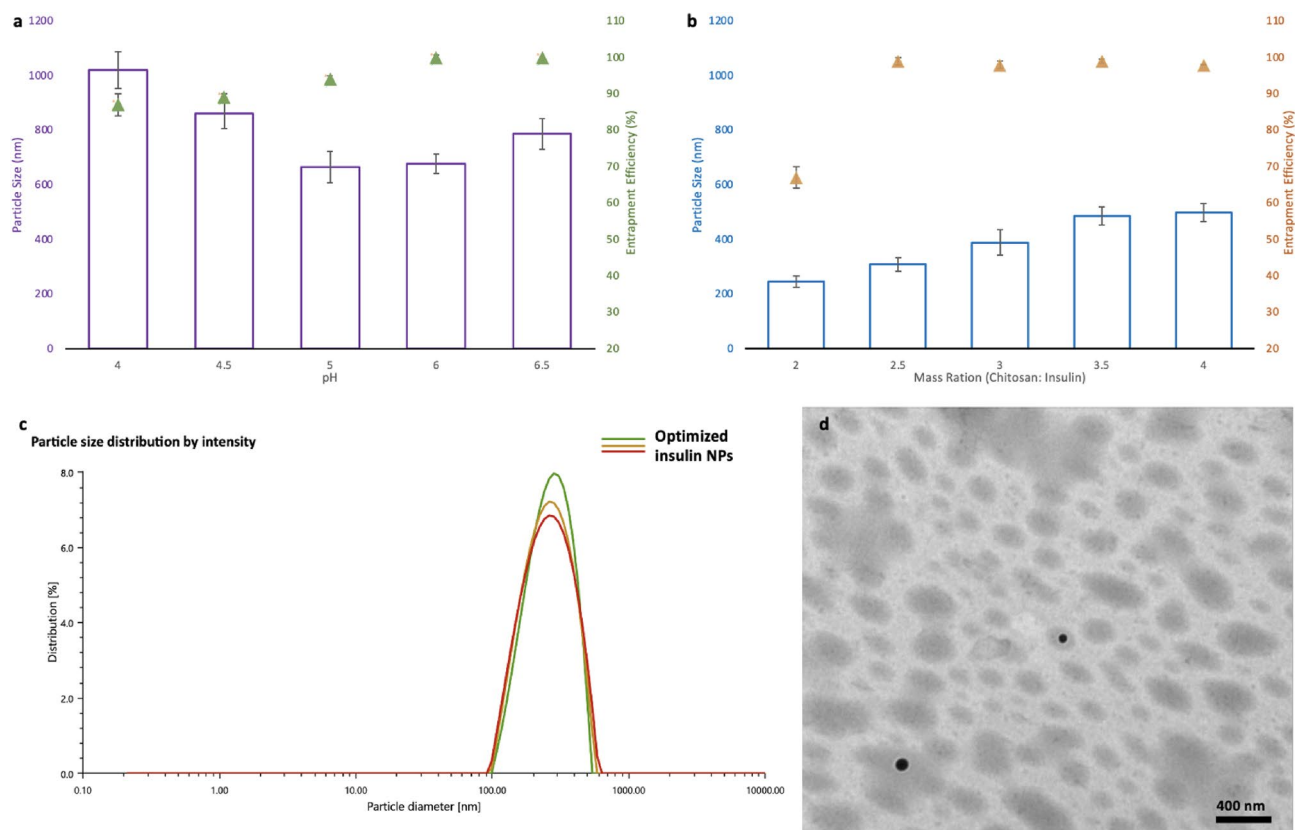 a
1200
1000
800
600
400
200
0
Particle Size (nm)
110
100
90
80
70
60
50
40
30
20
Entrapment Efficiency (%)
4 4.5 5 6 6.5
pH
b
1200
1000
800
600
400
200
0
Particle Size (nm)
110
100
90
80
70
60
50
40
30
20
Entrapment Efficiency (%)
2 2.5 3 3.5 4
Mass Ration (Chitosan: Insulin)
c
Particle size distribution by intensity
Optimized
insulin NPs
8.0
6.0
4.0
2.0
0.0
Distribution [%]
0.10 1.00 10.00 100.00 1000.00 10000.00
Particle diameter [nm]
d
400 nm